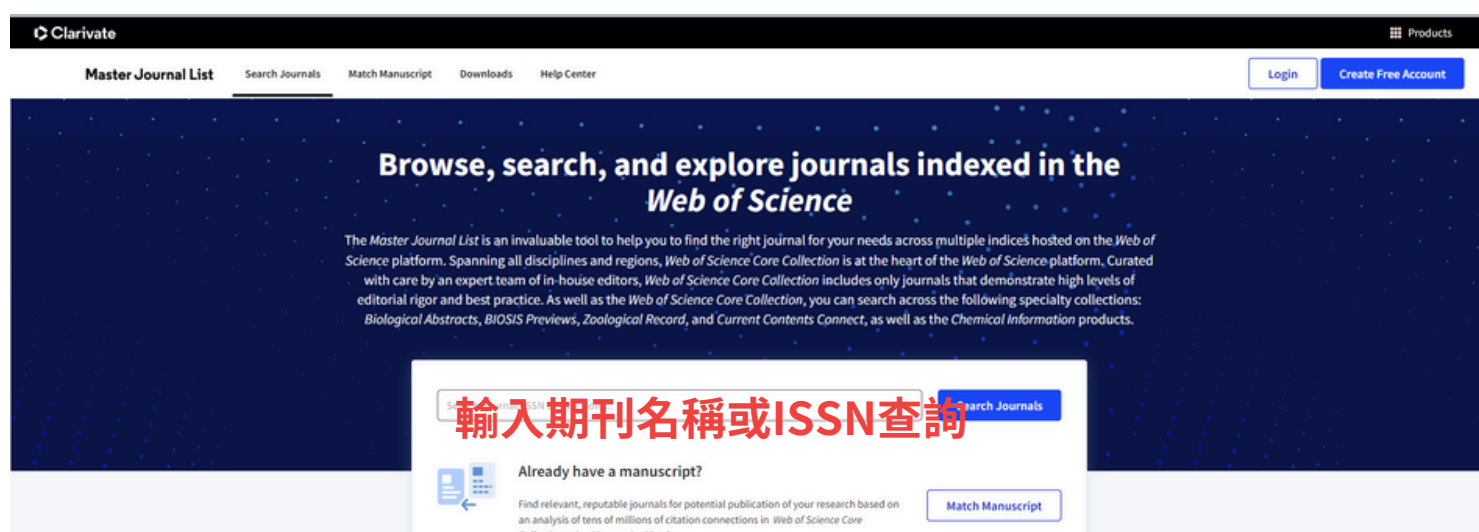 Clarivate
Products
Master Journal List
Search Journals
Match Manuscript
Downloads
Help Center
Login
Create Free Account
Browse, search, and explore journals indexed in the
Web of Science
The Master Journal List is an invaluable tool to help you to find the right journal for your needs across multiple indices hosted on the Web of
Science platform. Spanning all disciplines and regions, Web of Science Core Collection is at the heart of the Web of Science platform. Curated
with care by an expert team of in-house editors, Web of Science Core Collection includes only journals that demonstrate high levels of
editorial rigor and best practice. As well as the Web of Science Core Collection, you can search across the following specialty collections:
Biological Abstracts, BIOSIS Previews, Zoological Record, and Current Contents Connect, as well as the Chemical Information products.
輸入期刊名稱或ISSN查詢
Search Journals
Already have a manuscript?
Find relevant, reputable journals for potential publication of your research based on
an analysis of tens of millions of citation connections in Web of Science Core
Match Manuscript